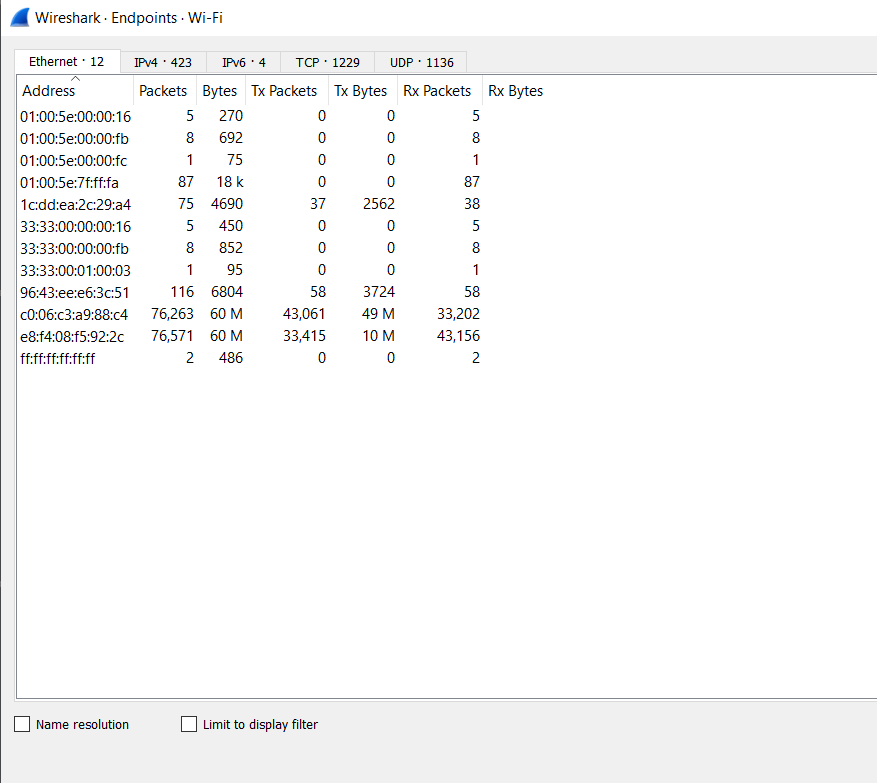 Wireshark · Endpoints · Wi-Fi
Ethernet · 12 IPv4 · 423 IPv6 · 4 TCP · 1229 UDP · 1136
Address Packets Bytes Tx Packets Tx Bytes Rx Packets Rx Bytes
01:00:5e:00:00:16 5 270 0 0 5
01:00:5e:00:00:fb 8 692 0 0 8
01:00:5e:00:00:fc 1 75 0 0 1
01:00:5e:7f:ff:fa 87 18 k 0 0 87
1c:dd:ea:2c:29:a4 75 4690 37 2562 38
33:33:00:00:00:16 5 450 0 0 5
33:33:00:00:00:fb 8 852 0 0 8
33:33:00:01:00:03 1 95 0 0 1
96:43:ee:e6:3c:51 116 6804 58 3724 58
c0:06:c3:a9:88:c4 76,263 60 M 43,061 49 M 33,202
e8:f4:08:f5:92:2c 76,571 60 M 33,415 10 M 43,156
ff:ff:ff:ff:ff:ff 2 486 0 0 2
Name resolution Limit to display filter